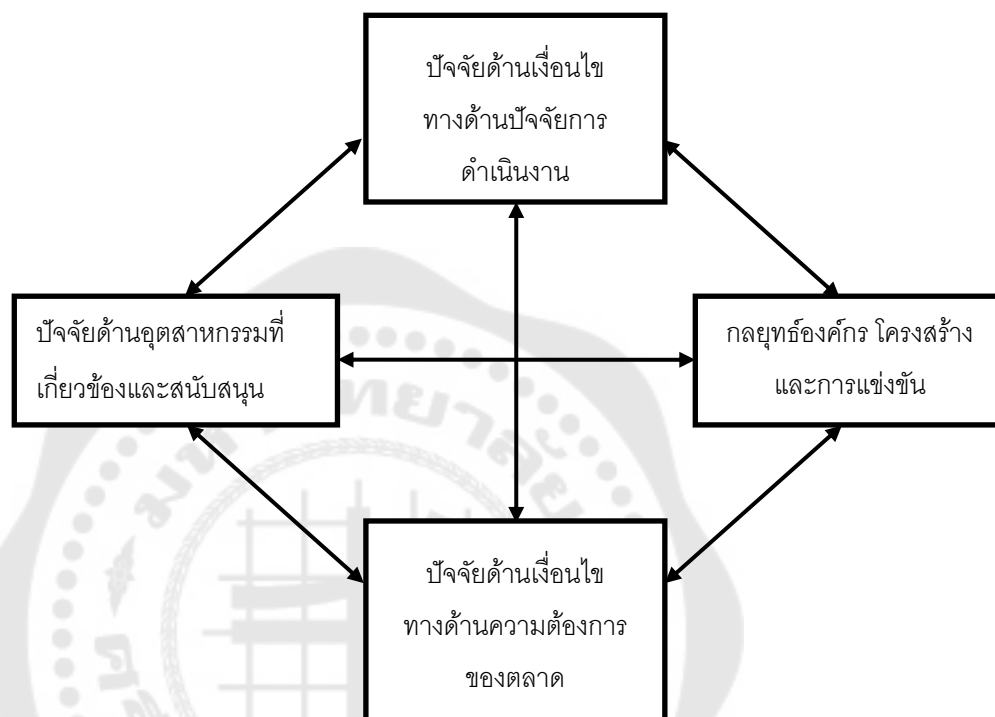 ปัจจัยด้านเงื่อนไข
ทางด้านปัจจัยการ
ดำเนินงาน
ปัจจัยด้านอุตสาหกรรมที่
เกี่ยวข้องและสนับสนุน
กลยุทธ์องค์กร โครงสร้าง
และการแข่งขัน
ปัจจัยด้านเงื่อนไข
ทางด้านความต้องการ
ของตลาด